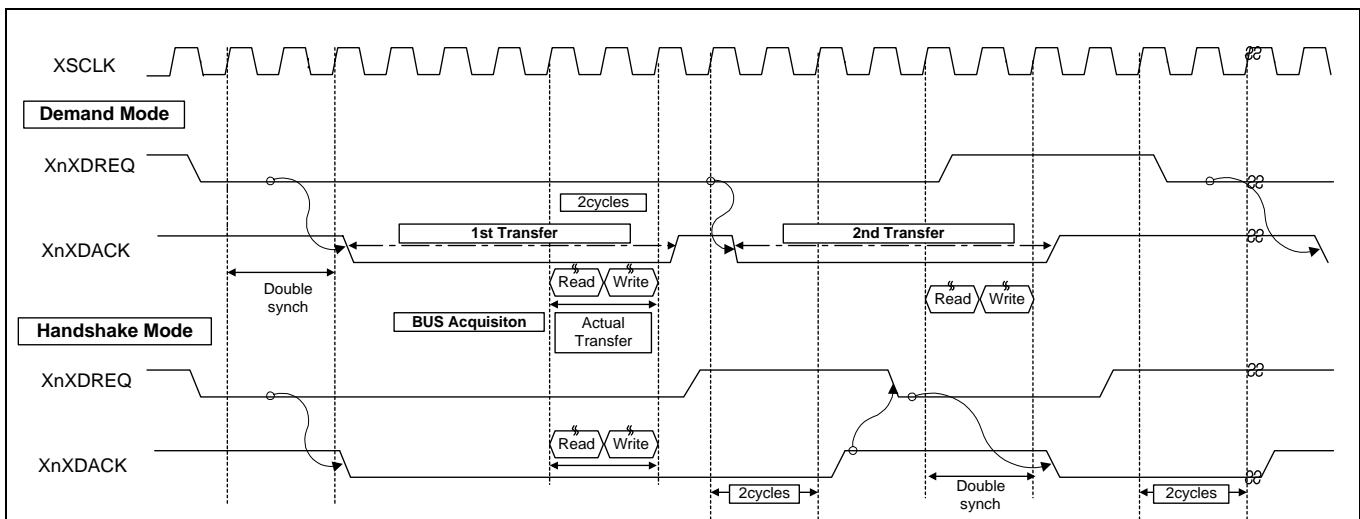 XSCLK
Demand Mode
XnXDREQ
2cycles
XnXDACK
1st Transfer
2nd Transfer
Double
synch
Read
Write
Read
Write
BUS Acquisiton
Actual
Transfer
Handshake Mode
XnXDREQ
Read
Write
XnXDACK
2cycles
Double
synch
2cycles